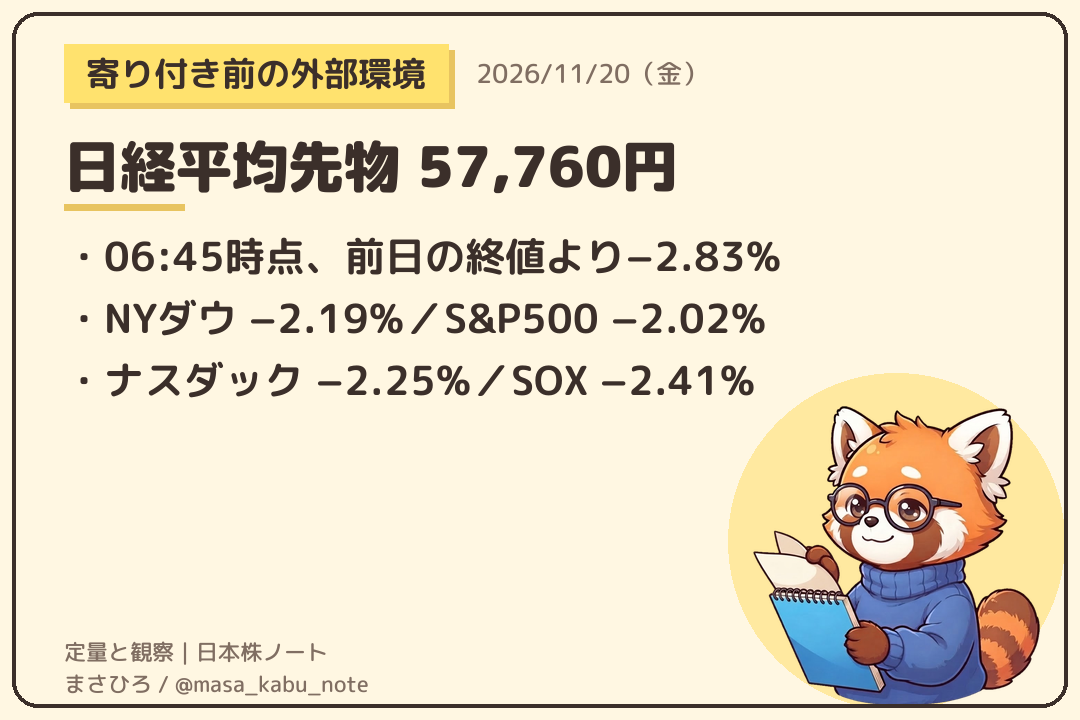 寄り付き前の外部環境
2026/11/20（金）
日経平均先物 57,760円
・06:45時点、前日の終値より−2.83%
・NYダウ −2.19%／S&P500 −2.02%
・ナスダック −2.25%／SOX −2.41%
定量と観察 | 日本株ノート
まさひろ / @masa_kabu_note